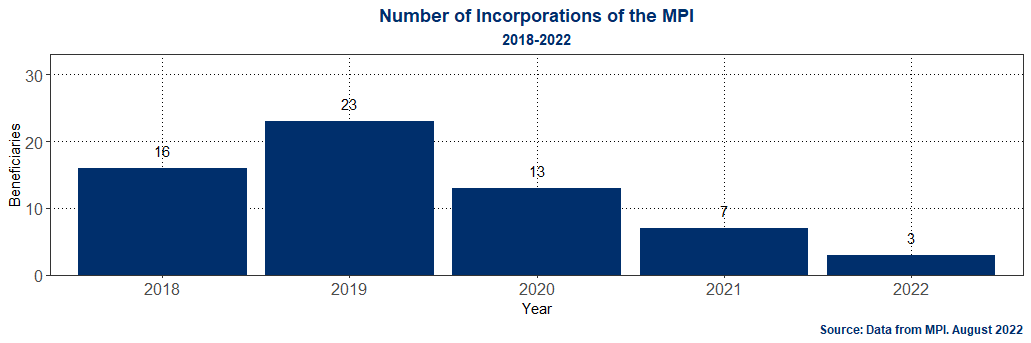 Number of Incorporations of the MPI
2018-2022
Beneficiaries
30
20
10
0
16
23
13
7
3
2018 2019 2020 2021 2022
Year
Source: Data from MPI. August 2022